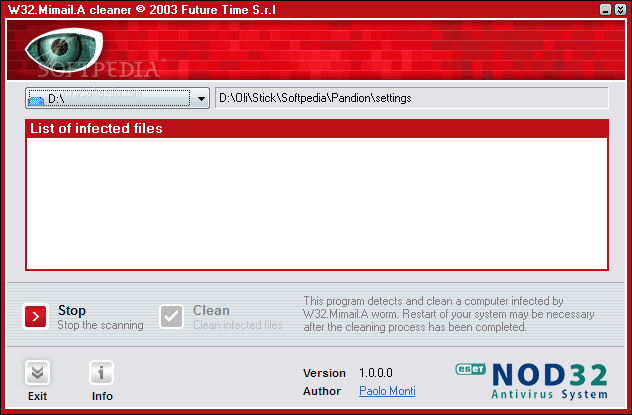 W32.Mimail.A cleaner © 2003 Future Time S.r.l
SOFTPEDIA™
www.softpedia.com
D:\
D:\Oli\Stick\Softpedia\Pandion\settings
List of infected files
Stop
Stop the scanning
Clean
Clean infected files
This program detects and clean a computer infected by
W32.Mimail.A worm. Restart of your system may be necessary
after the cleaning process has been completed.
Exit
Info
Version 1.0.0.0
Author Paolo Monti
eseT NOD32
Antivirus System